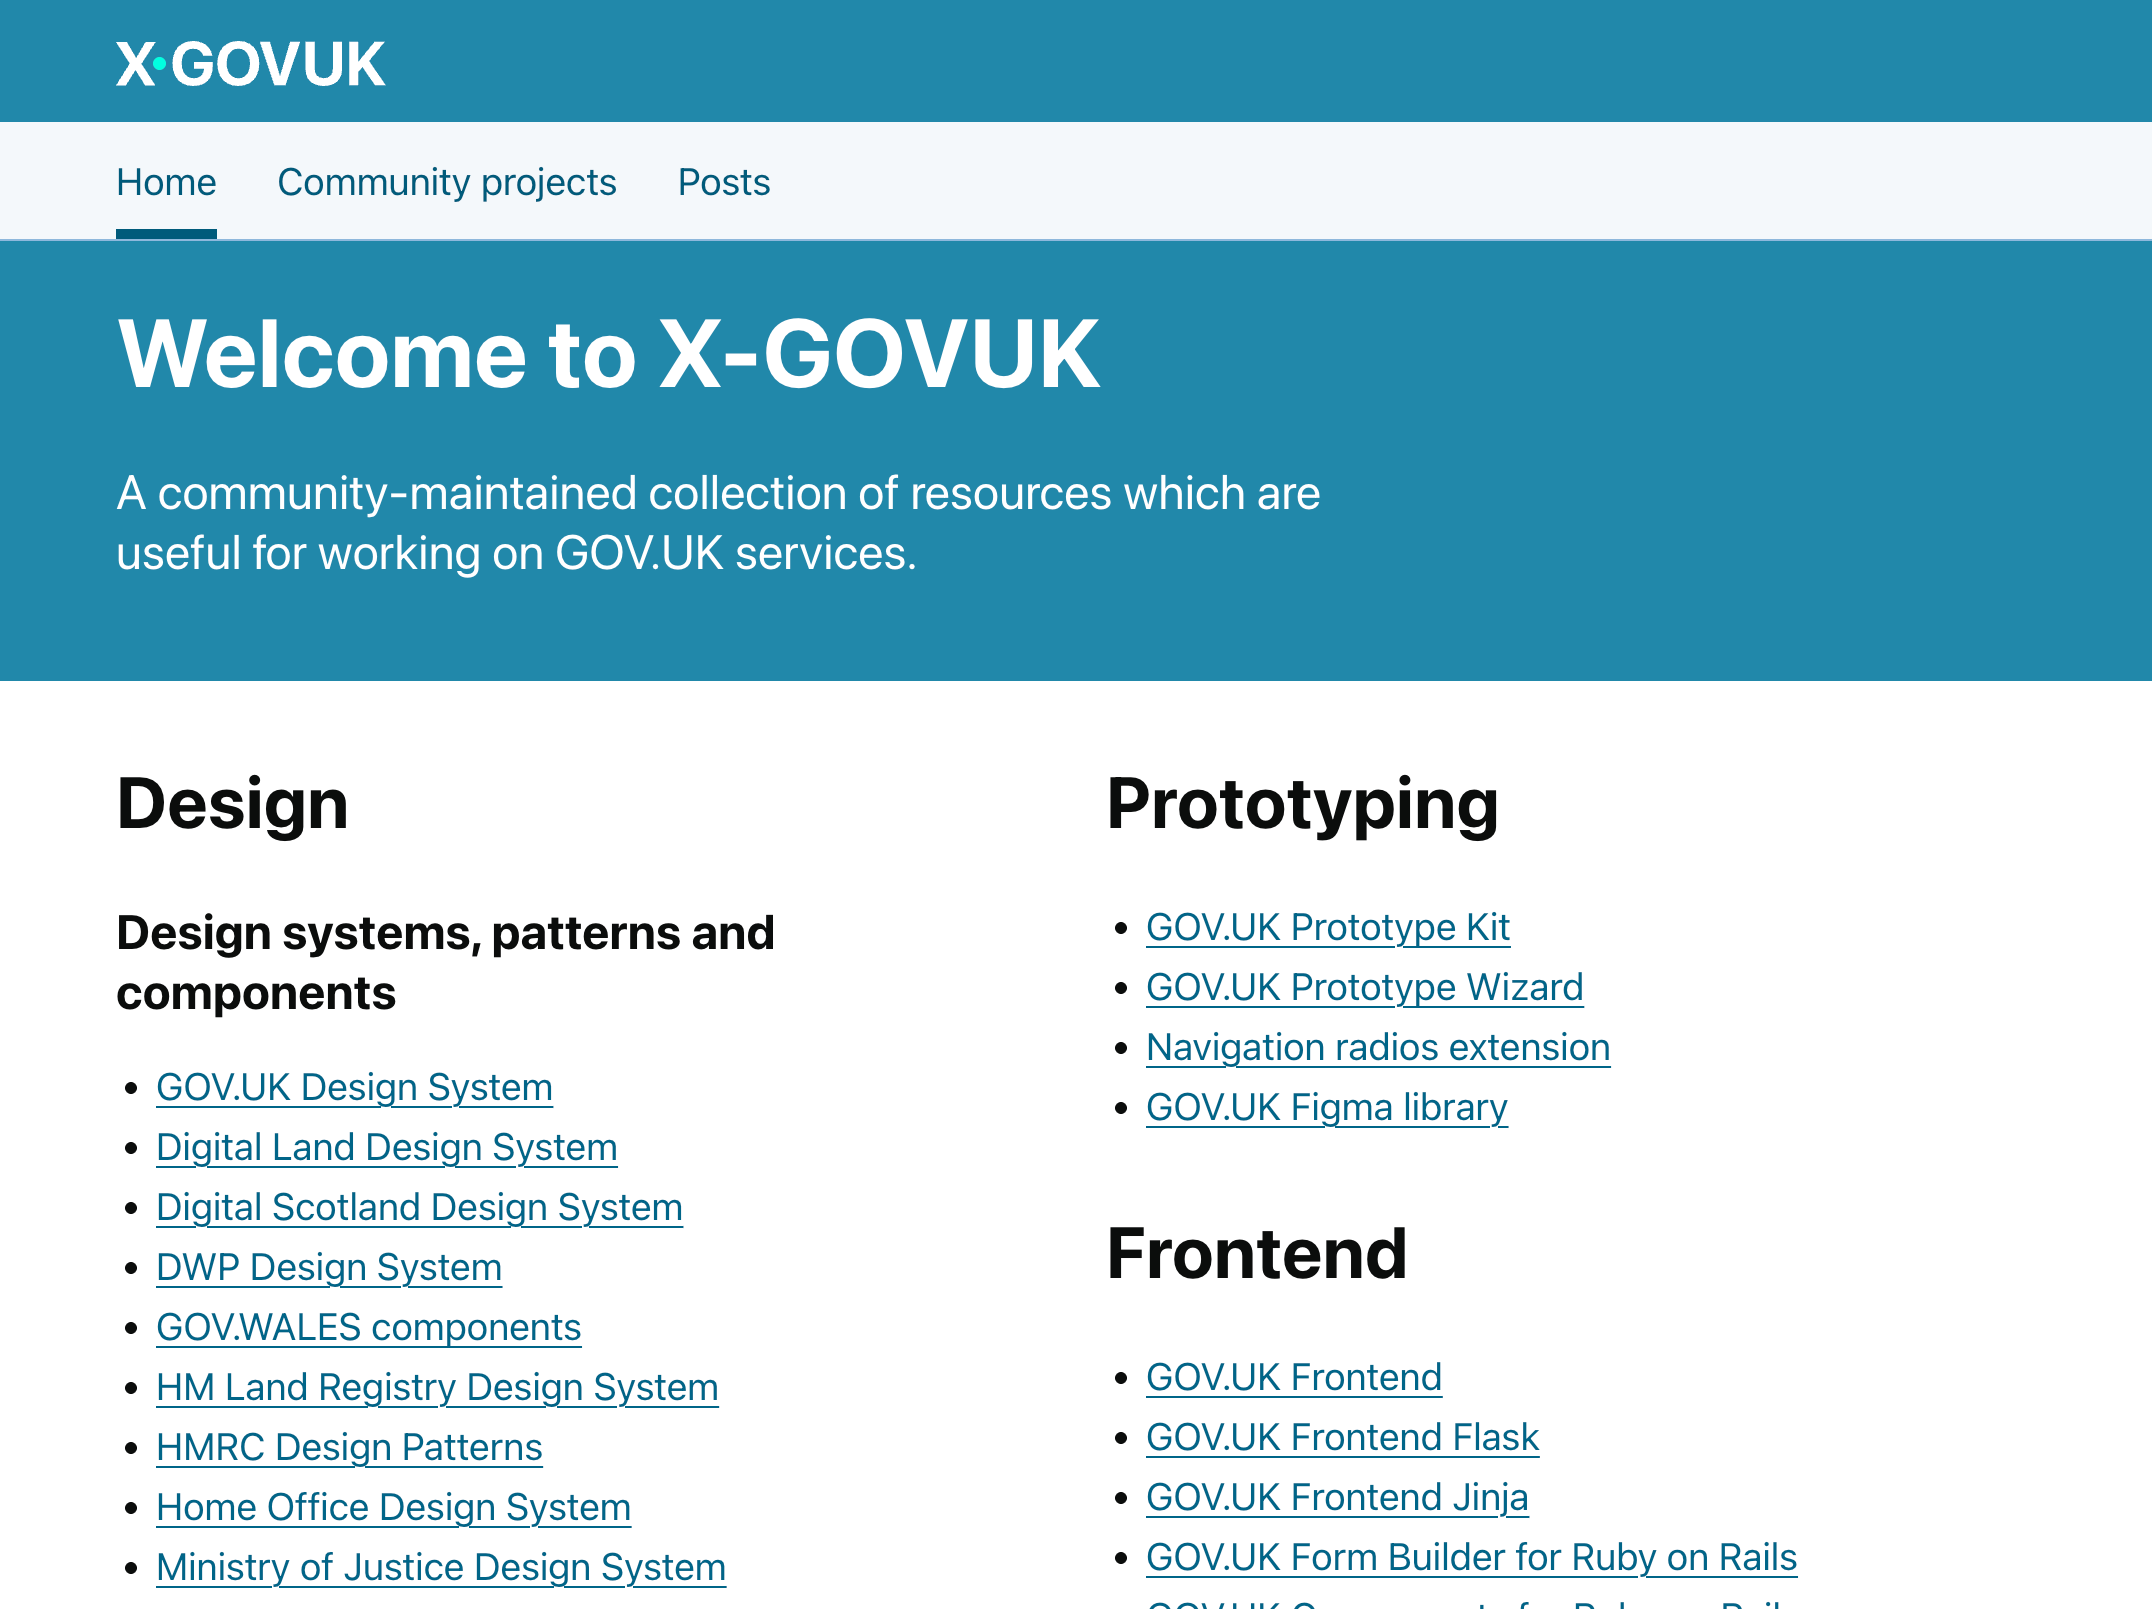 X·GOVUK
Home
Community projects
Posts
Welcome to X-GOVUK
A community-maintained collection of resources which are
useful for working on GOV.UK services.
Design
Design systems, patterns and
components
GOV.UK Design System
Digital Land Design System
Digital Scotland Design System
DWP Design System
GOV.WALES components
HM Land Registry Design System
HMRC Design Patterns
Home Office Design System
Ministry of Justice Design System
Prototyping
GOV.UK Prototype Kit
GOV.UK Prototype Wizard
Navigation radios extension
GOV.UK Figma library
Frontend
GOV.UK Frontend
GOV.UK Frontend Flask
GOV.UK Frontend Jinja
GOV.UK Form Builder for Ruby on Rails